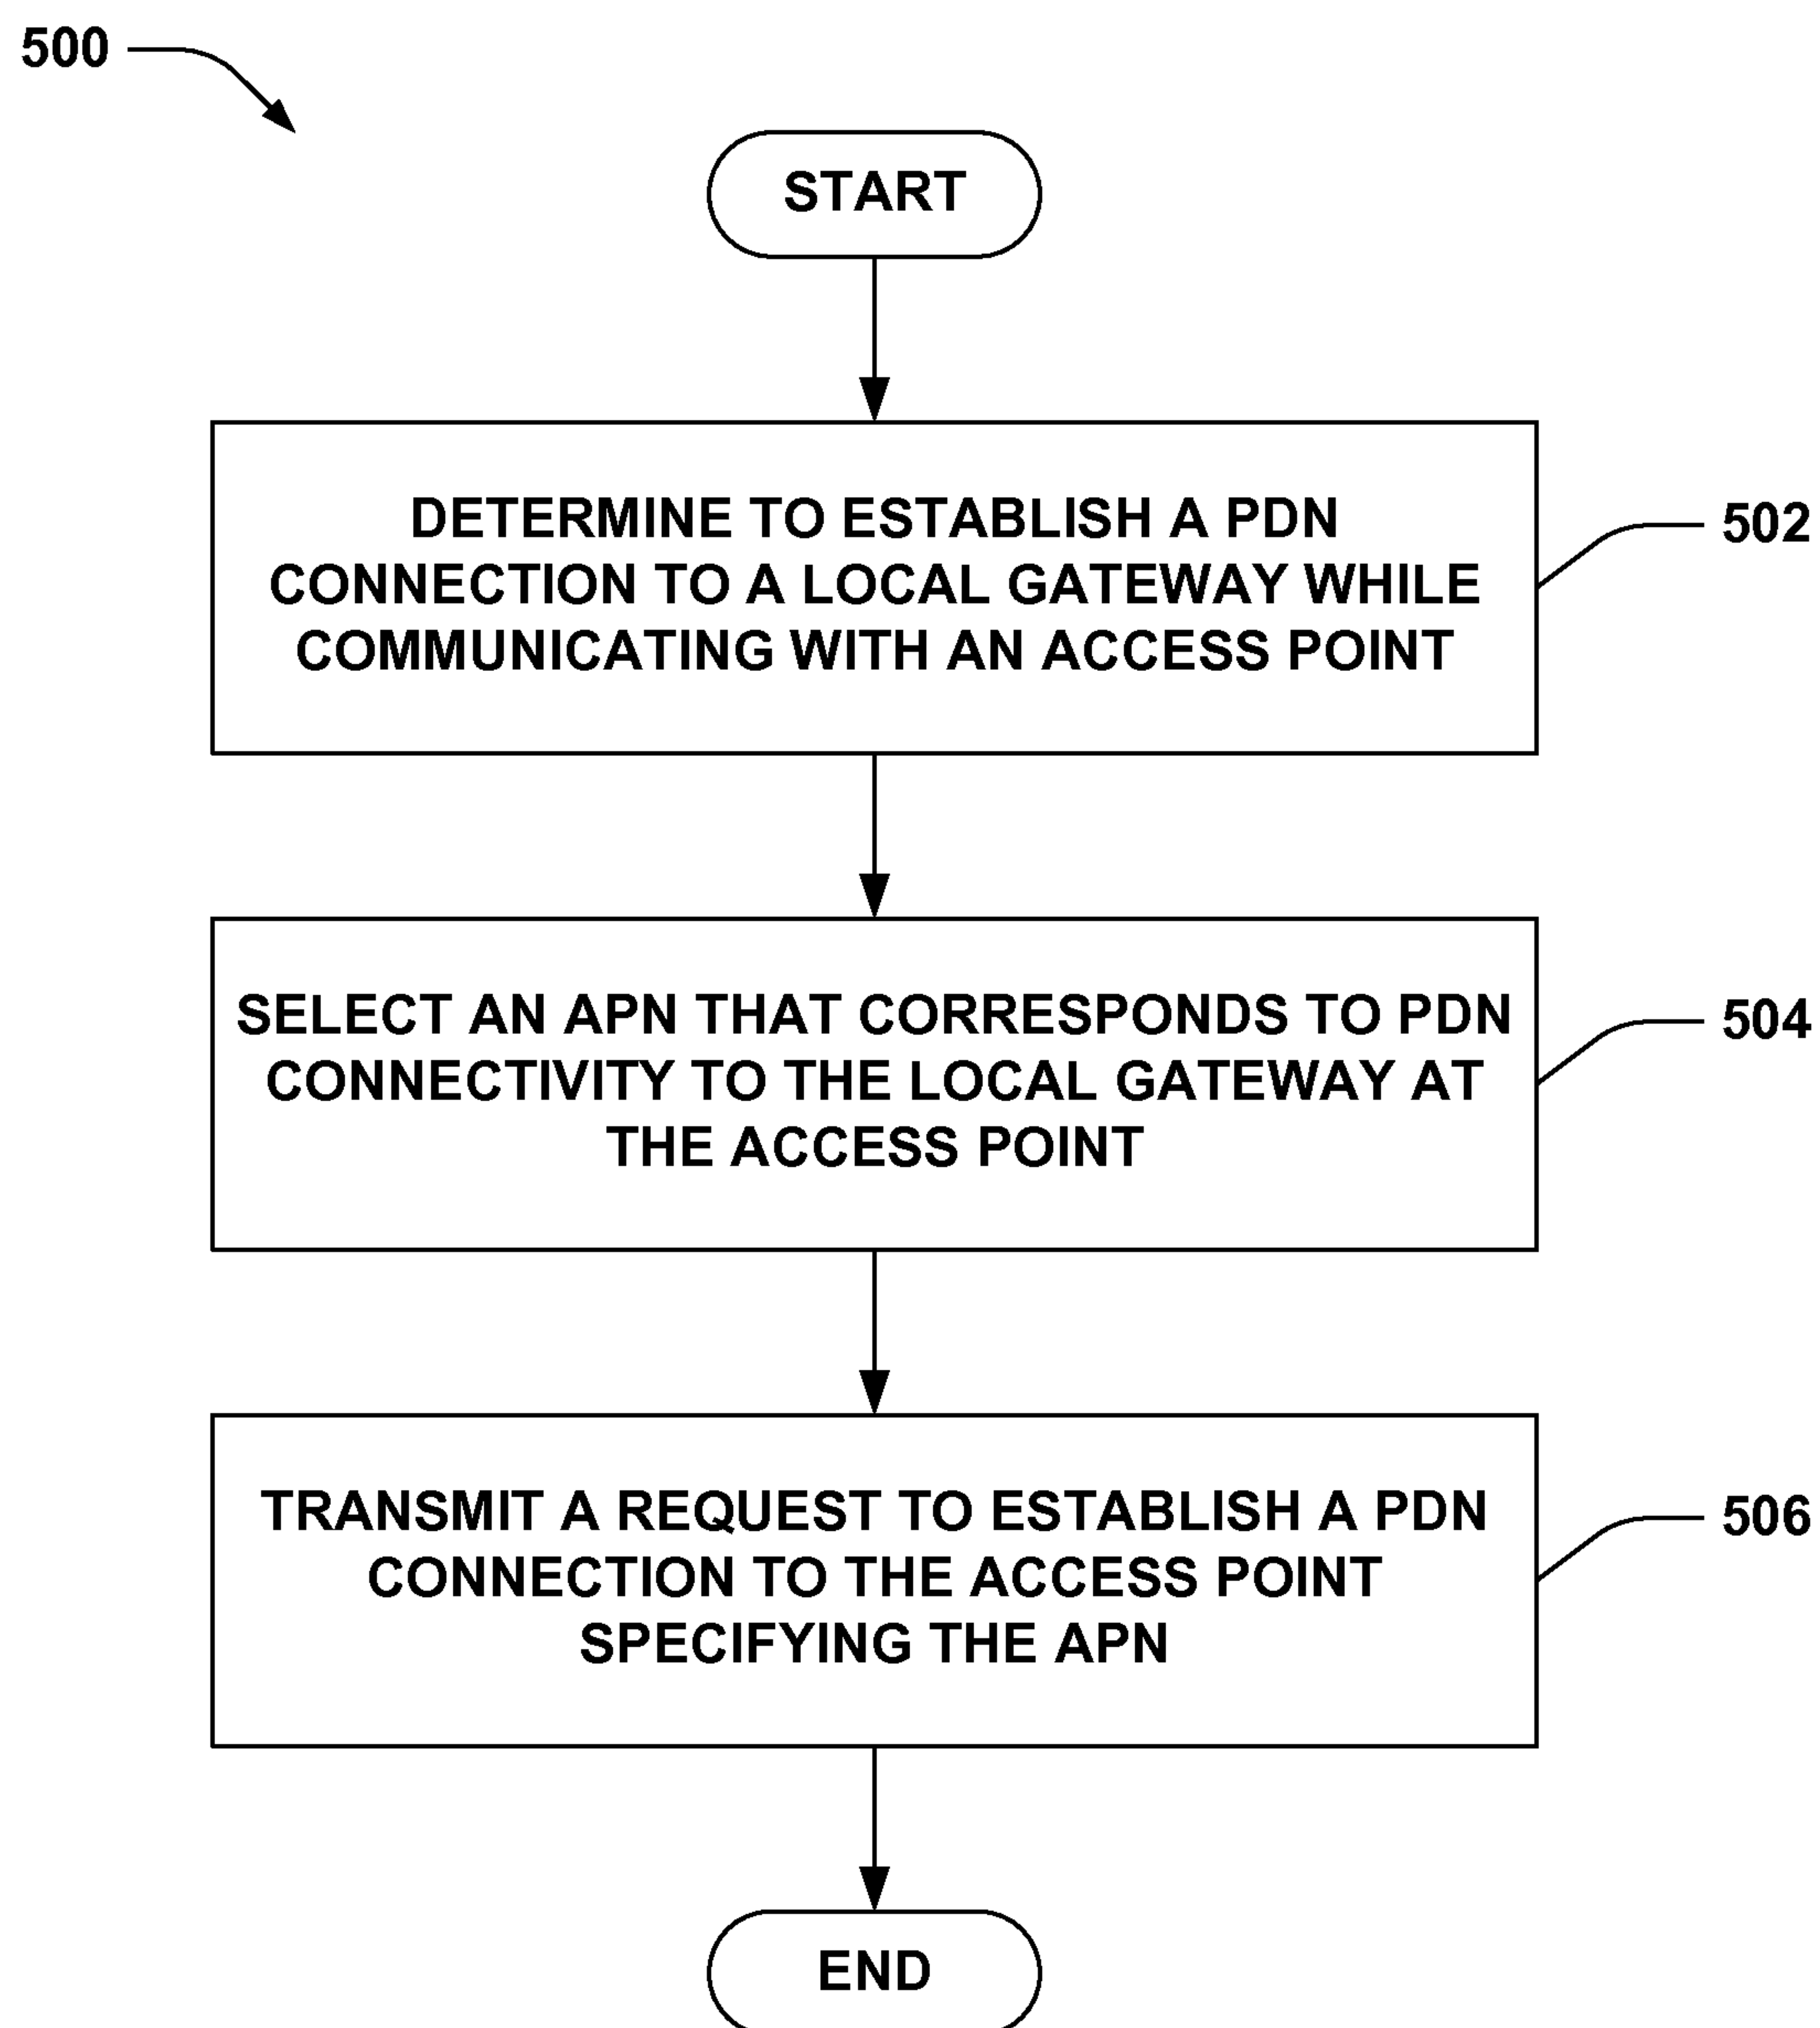 500
START
DETERMINE TO ESTABLISH A PDN
CONNECTION TO A LOCAL GATEWAY WHILE
COMMUNICATING WITH AN ACCESS POINT
502
SELECT AN APN THAT CORRESPONDS TO PDN
CONNECTIVITY TO THE LOCAL GATEWAY AT
THE ACCESS POINT
504
TRANSMIT A REQUEST TO ESTABLISH A PDN
CONNECTION TO THE ACCESS POINT
SPECIFYING THE APN
506
END